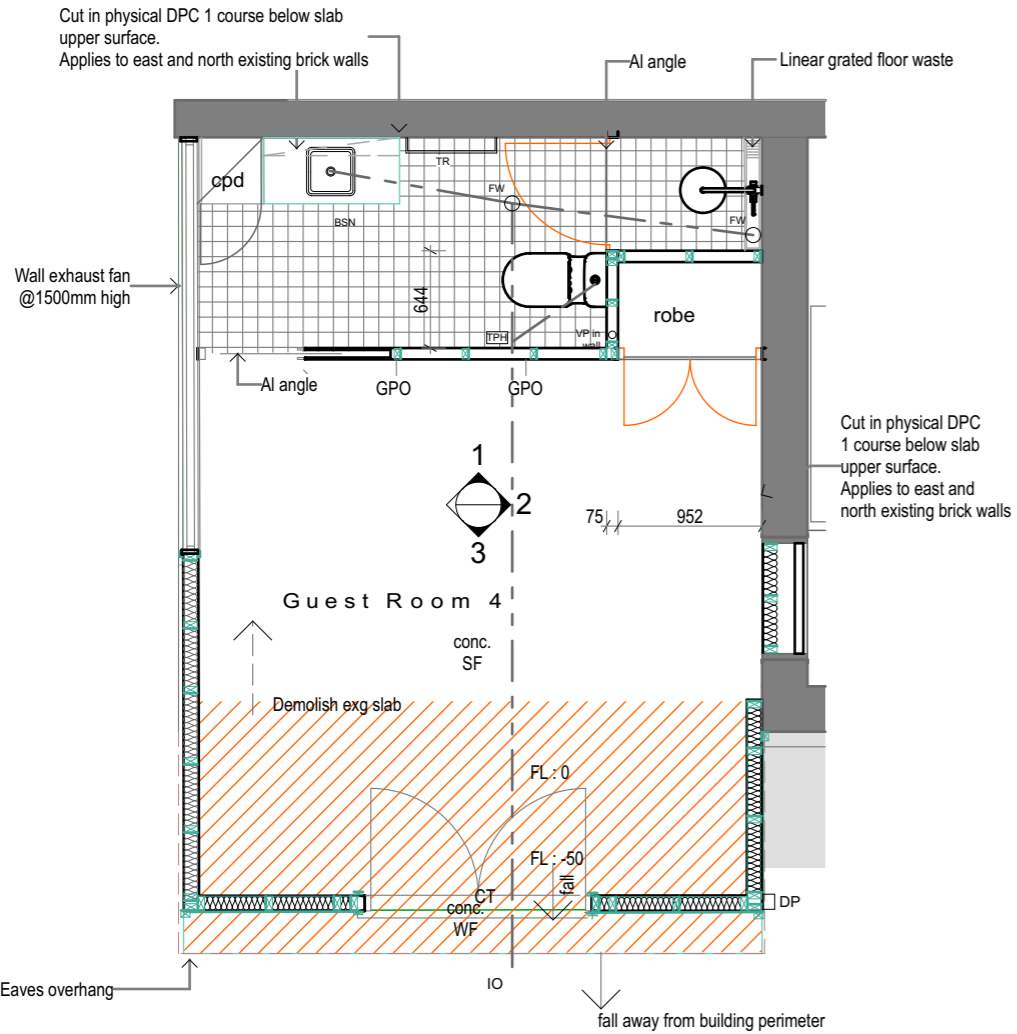 Cut in physical DPC 1 course below slab
upper surface.
Applies to east and north existing brick walls
Al angle
Linear grated floor waste
cpd
TR
FW
BSN
FW
Wall exhaust fan
@1500mm high
644
robe
TPH
VP in
wall
Al angle
GPO
GPO
Cut in physical DPC
1 course below slab
upper surface.
Applies to east and
north existing brick walls
1
2
3
75
952
Guest Room 4
conc.
SF
Demolish exg slab
FL : 0
FL : -50
fall
CT
conc.
WF
DP
IO
Eaves overhang
fall away from building perimeter